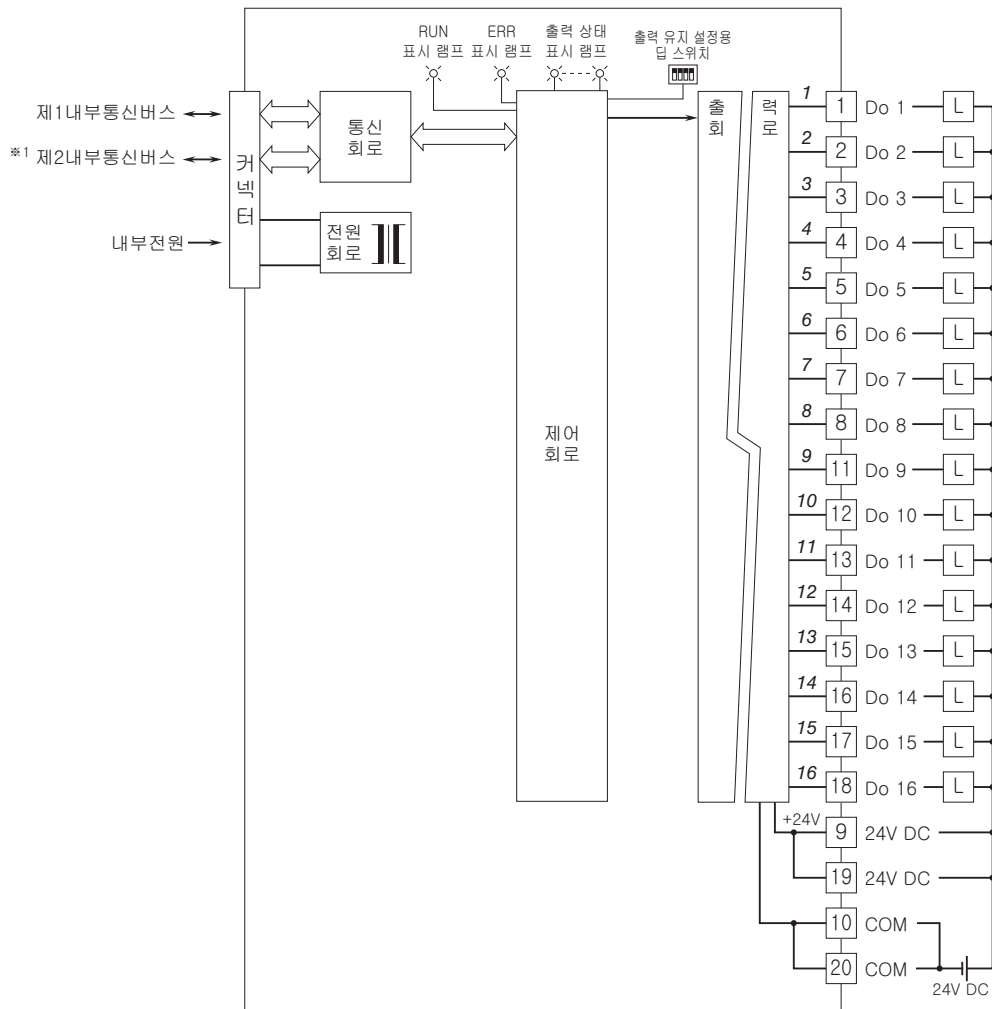 RUN
표시 램프
ERR
표시 램프
출력 상태
표시 램프
출력 유지 설정용
딥 스위치
제1내부통신버스
※1 제2내부통신버스
내부전원
커넥터
통신
회로
전원
회로
제어
회로
출력
회로
1 1 Do 1 L
2 2 Do 2 L
3 3 Do 3 L
4 4 Do 4 L
5 5 Do 5 L
6 6 Do 6 L
7 7 Do 7 L
8 8 Do 8 L
9 11 Do 9 L
10 12 Do 10 L
11 13 Do 11 L
12 14 Do 12 L
13 15 Do 13 L
14 16 Do 14 L
15 17 Do 15 L
16 18 Do 16 L
+24V 9 24V DC
19 24V DC
10 COM
20 COM
24V DC